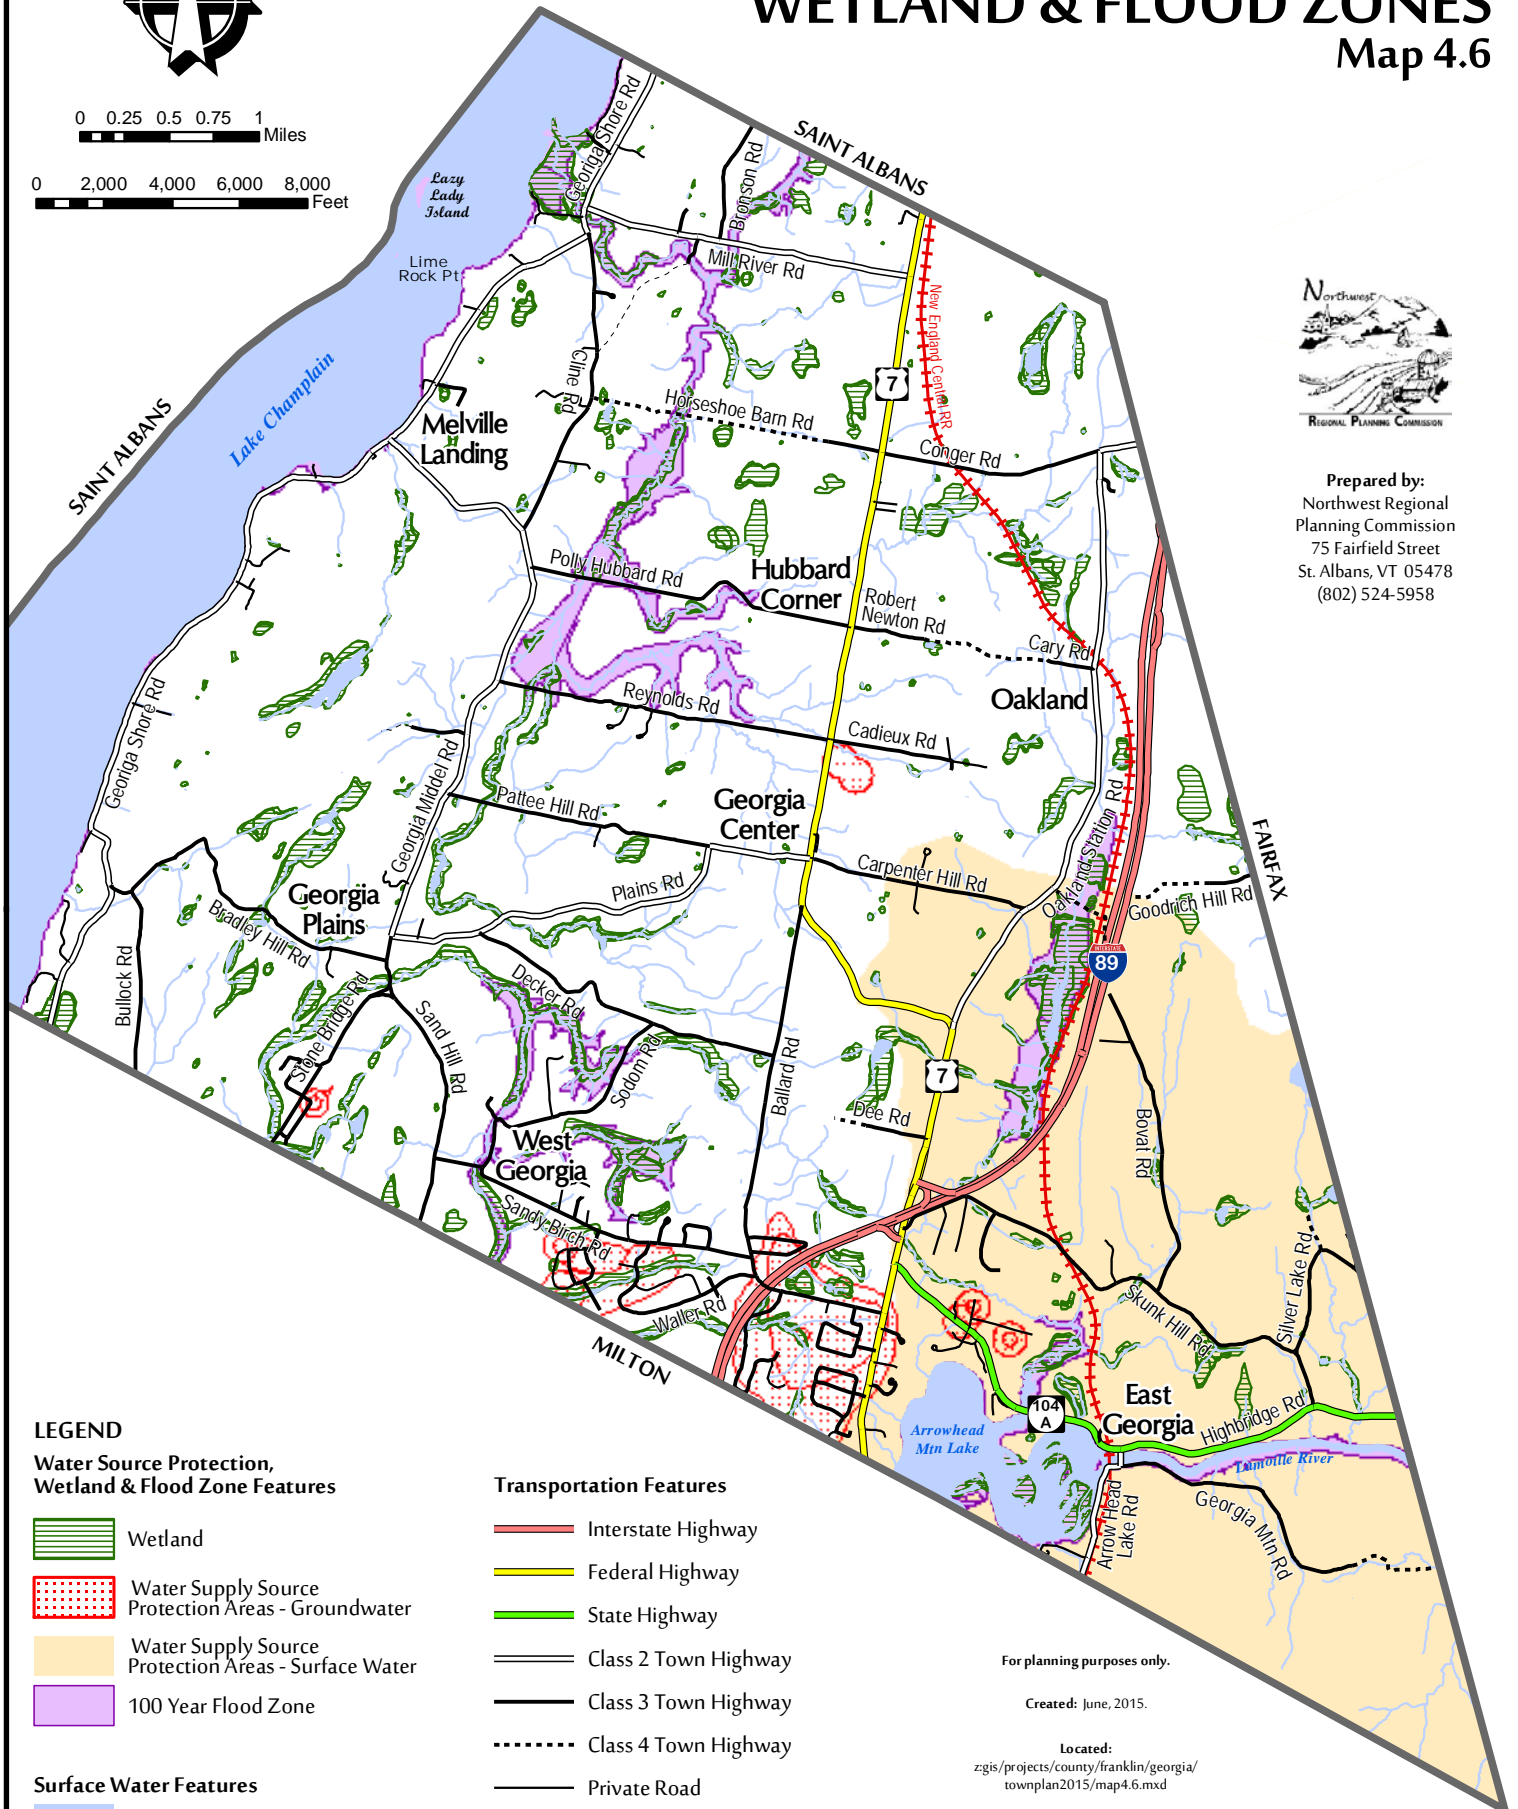 WETLAND & FLOOD ZONES
Map 4.6
0 0.25 0.5 0.75 1
Miles
0 2,000 4,000 6,000 8,000
Feet
SAINT ALBANS
Georiga Shore Rd
Bronson Rd
Lazy
Lady
Island
Lime
Rock Pt
Mill River Rd
New England Central RR
Northwest
REGIONAL PLANNING COMMISSION
Lake Champlain
SAINT ALBANS
Cline Rd
7
Horseshoe Barn Rd
Melville
Landing
Conger Rd
Prepared by:
Northwest Regional
Planning Commission
75 Fairfield Street
St. Albans, VT 05478
(802) 524-5958
Polly Hubbard Rd
Hubbard
Corner
Robert
Newton Rd
Cary Rd
Oakland
Reynolds Rd
Cadieux Rd
Georiga Shore Rd
Georgia Middel Rd
Pattee Hill Rd
Georgia
Center
Oakland Station Rd
FAIRFAX
Carpenter Hill Rd
Plains Rd
Goodrich Hill Rd
Georgia
Plains
Bradley Hill Rd
INTERSTATE
89
Bullock Rd
Stone Bridge Rd
Sand Hill Rd
Decker Rd
Sodom Rd
Ballard Rd
7
Dee Rd
Bovat Rd
West
Georgia
Sandy Birch Rd
Silver Lake Rd
Skunk Hill Rd
Waller Rd
MILTON
East
Georgia
104
A
Highbridge Rd
Arrowhead
Mtn Lake
Lamoille River
Arrow Head
Lake Rd
Georgia Mtn Rd
LEGEND
Water Source Protection,
Wetland & Flood Zone Features
Wetland
Water Supply Source
Protection Areas - Groundwater
Water Supply Source
Protection Areas - Surface Water
100 Year Flood Zone
Surface Water Features
Transportation Features
Interstate Highway
Federal Highway
State Highway
Class 2 Town Highway
Class 3 Town Highway
Class 4 Town Highway
Private Road
For planning purposes only.
Created: June, 2015.
Located:
z:gis/projects/county/franklin/georgia/
townplan2015/map4.6.mxd